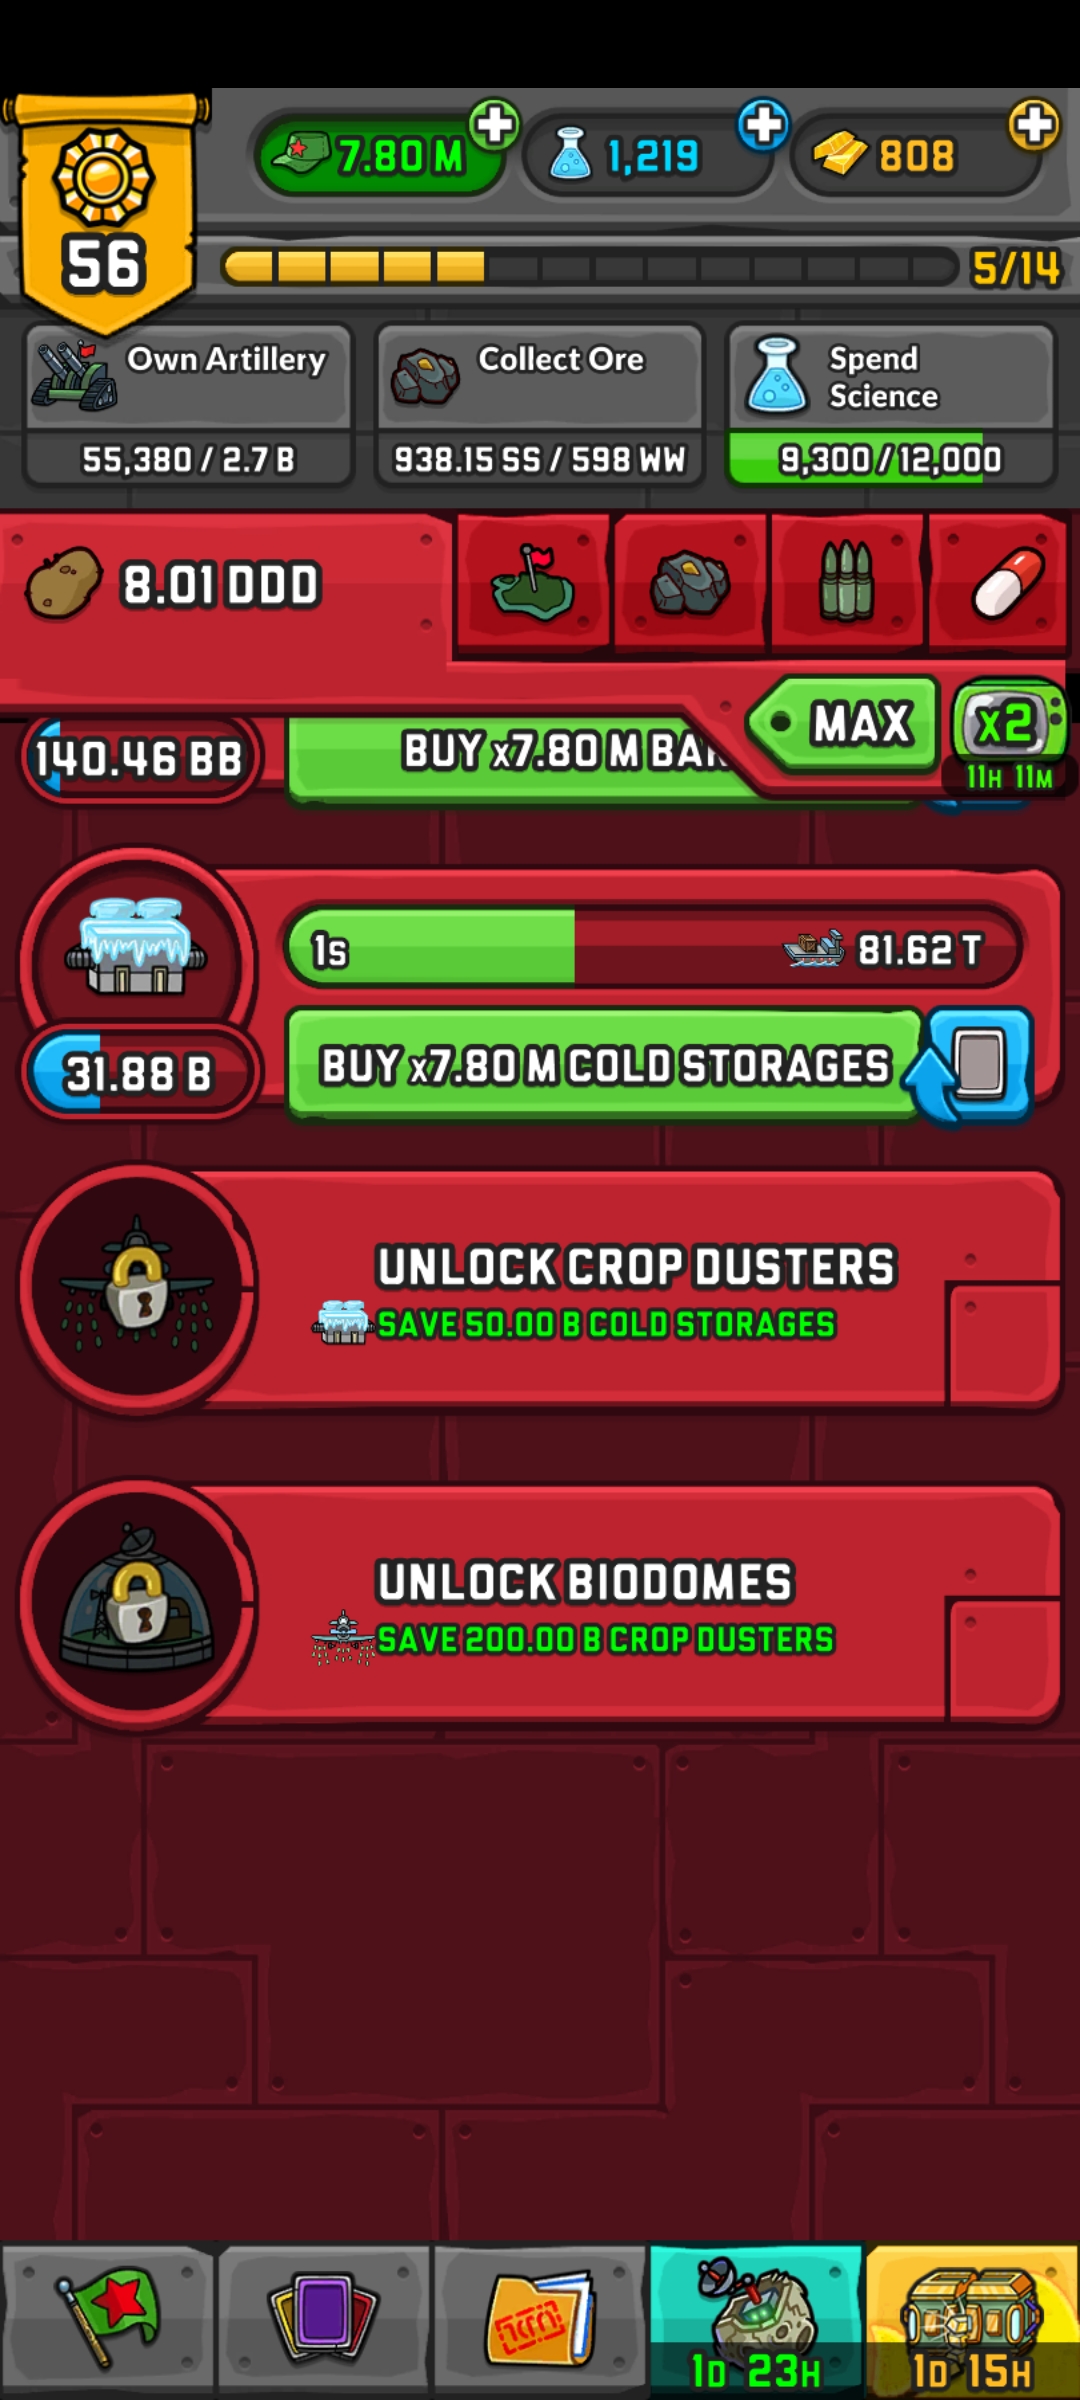 7.80 M
1,219
808
56
5/14
Own Artillery
55,380 / 2.7 B
Collect Ore
938.15 SS / 598 WW
Spend
Science
9,300 / 12,000
8.01 DDD
MAX
x2
11H 11M
140.46 BB
BUY x7.80 M
1s
81.62 T
31.88 B
BUY x7.80 M COLD STORAGES
UNLOCK CROP DUSTERS
SAVE 50.00 B COLD STORAGES
UNLOCK BIODOMES
SAVE 200.00 B CROP DUSTERS
1D 23H
1D 15H